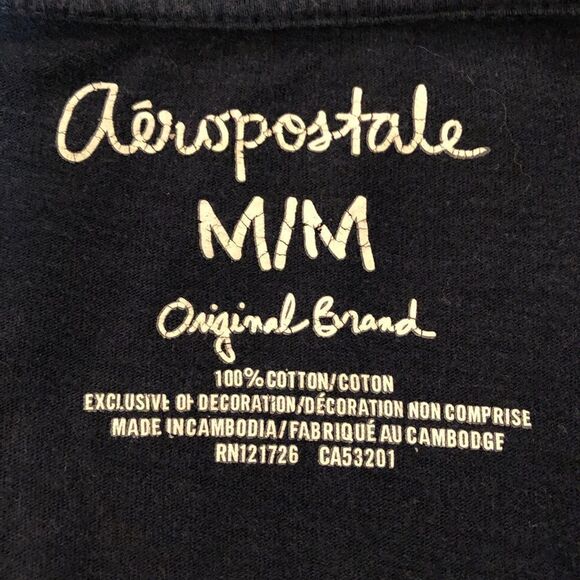 aéropostale
M/M
Original Brand
100% COTTON/COTON
EXCLUSIVE OF DECORATION/DÉCORATION NON COMPRISE
MADE IN CAMBODIA/FABRIQUÉ AU CAMBODGE
RN121726 CA53201